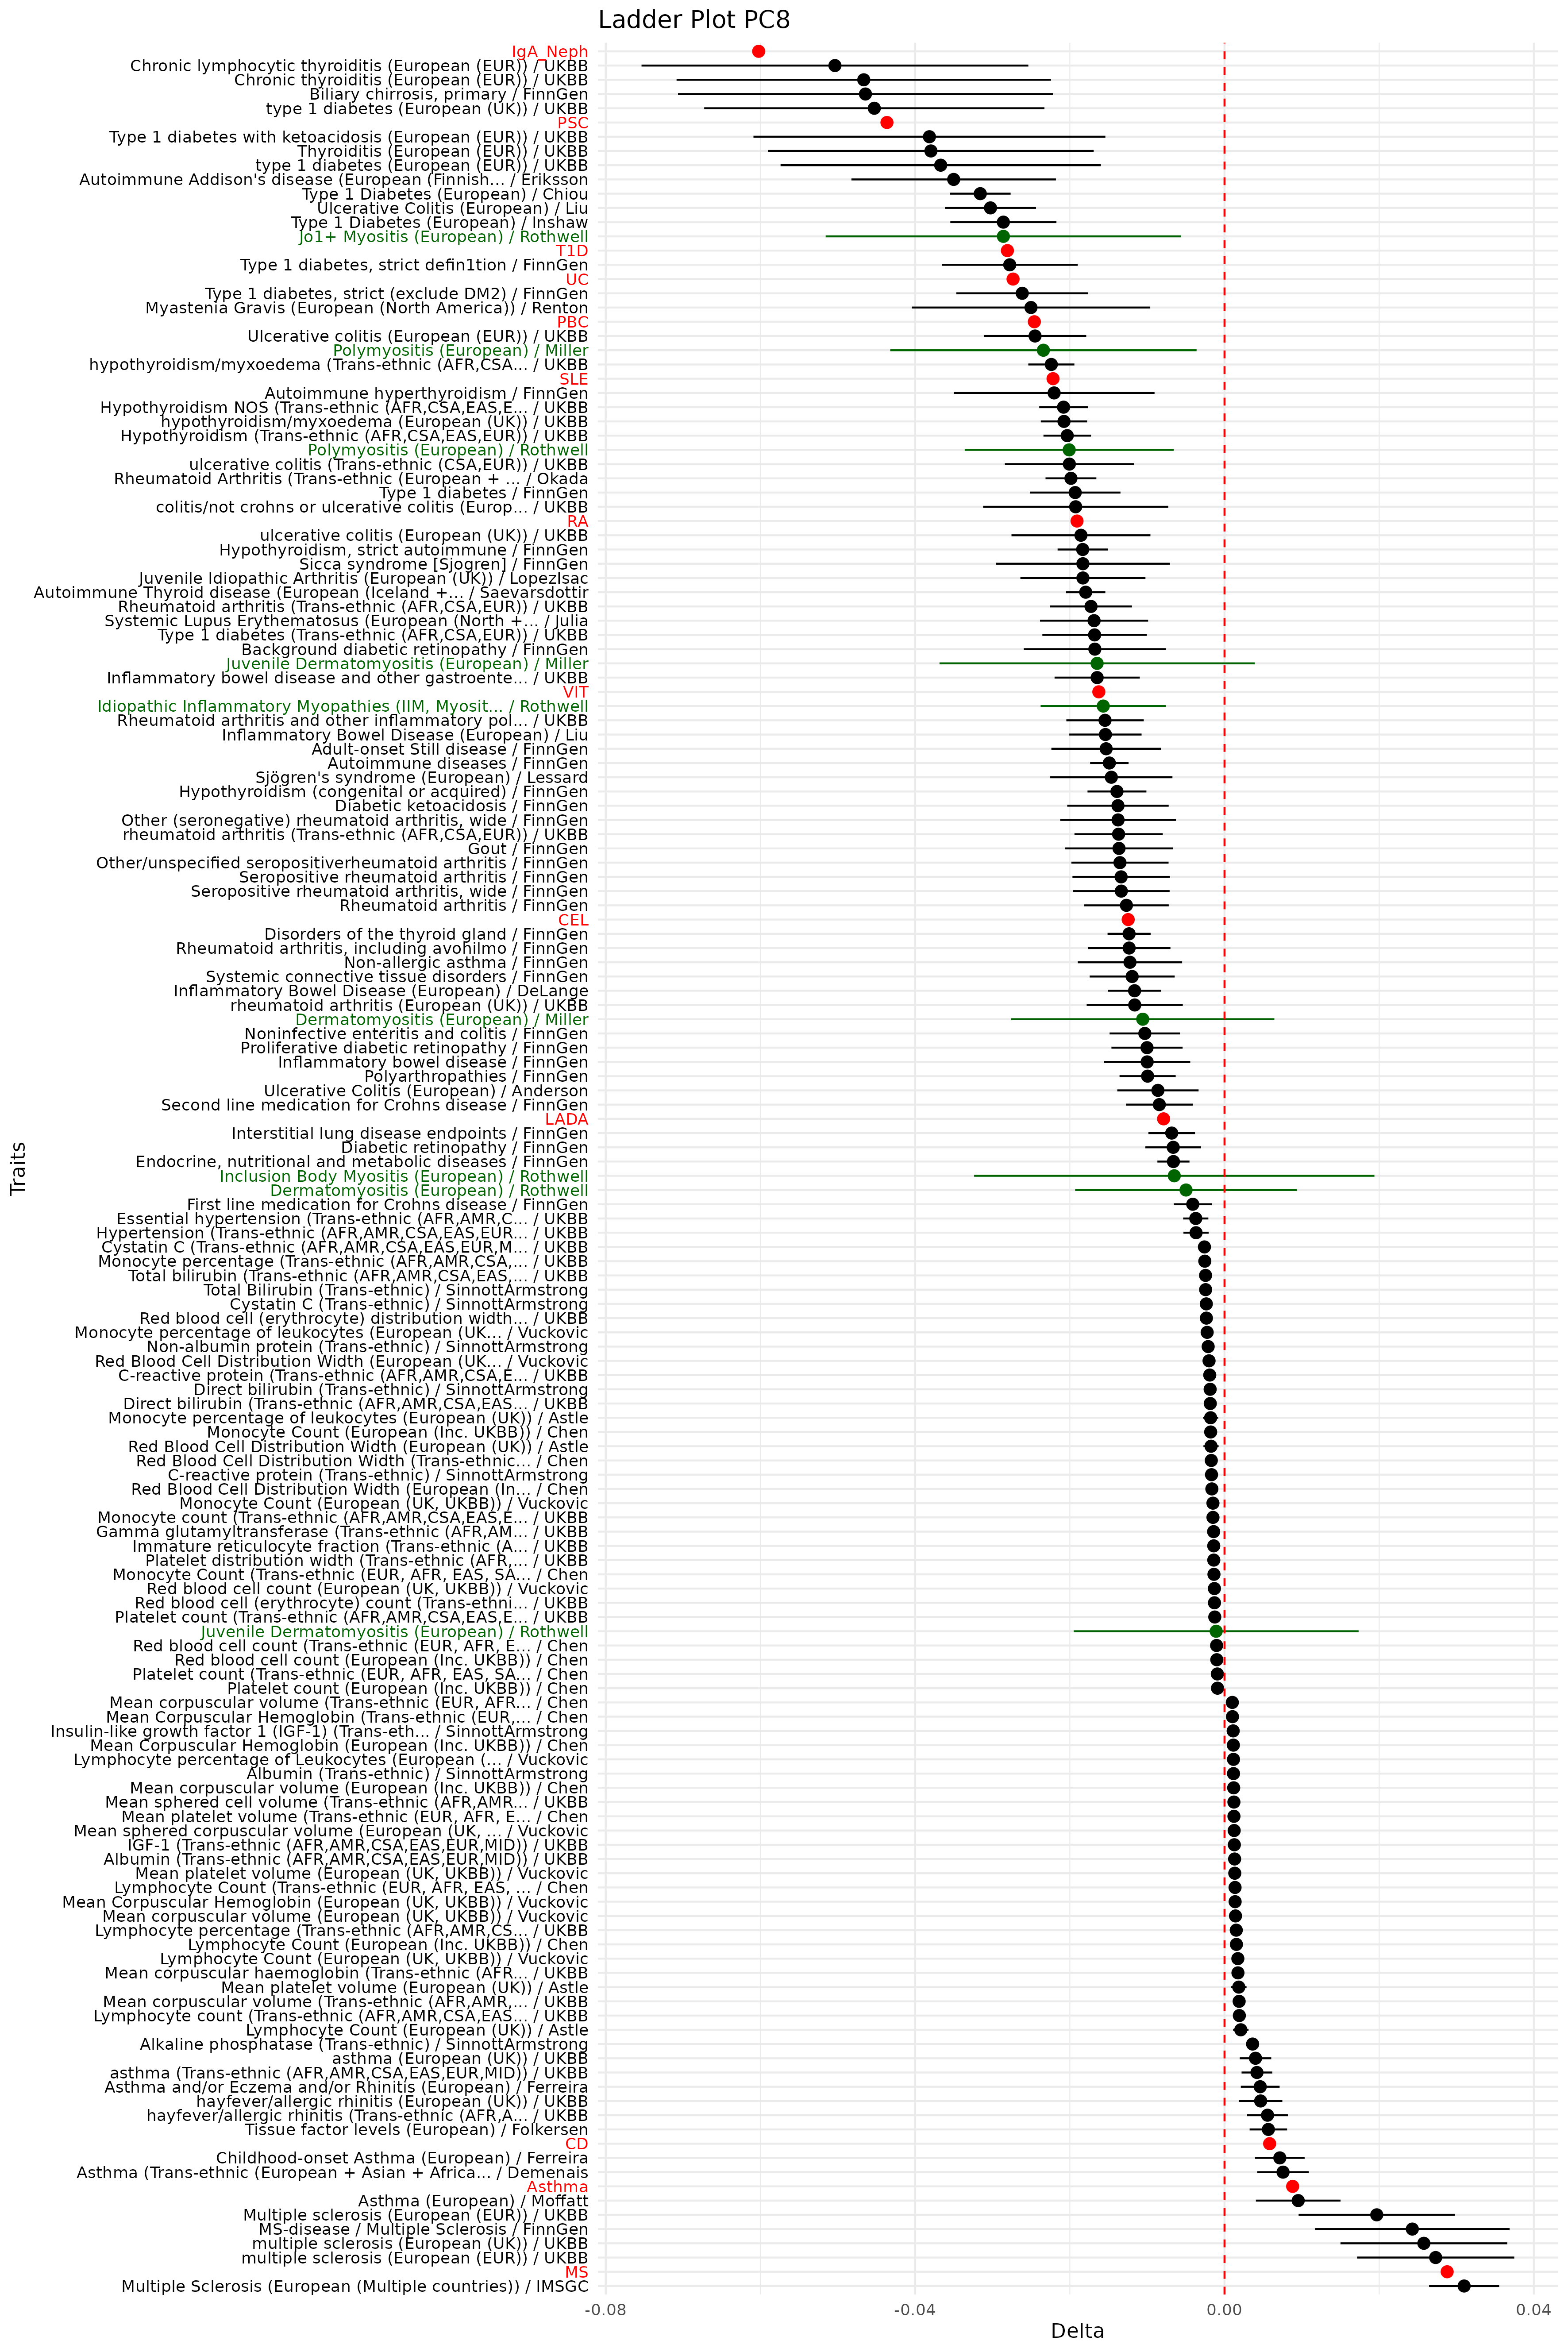 Ladder Plot PC8
IgA_Neph
Chronic lymphocytic thyroiditis (European (EUR)) / UKBB
Chronic thyroiditis (European (EUR)) / UKBB
Biliary chirrosis, primary / FinnGen
type 1 diabetes (European (UK)) / UKBB
PSC
Type 1 diabetes with ketoacidosis (European (EUR)) / UKBB
Thyroiditis (European (EUR)) / UKBB
type 1 diabetes (European (EUR)) / UKBB
Autoimmune Addison's disease (European (Finnish... / Eriksson
Type 1 Diabetes (European) / Chiou
Ulcerative Colitis (European) / Liu
Type 1 Diabetes (European) / Inshaw
Jo1+ Myositis (European) / Rothwell
T1D
Type 1 diabetes, strict defin1tion / FinnGen
UC
Type 1 diabetes, strict (exclude DM2) / FinnGen
Myastenia Gravis (European (North America)) / Renton
PBC
Ulcerative colitis (European (EUR)) / UKBB
Polymyositis (European) / Miller
hypothyroidism/myxoedema (Trans-ethnic (AFR,CSA... / UKBB
SLE
Autoimmune hyperthyroidism / FinnGen
Hypothyroidism NOS (Trans-ethnic (AFR,CSA,EAS,E... / UKBB
hypothyroidism/myxoedema (European (UK)) / UKBB
Hypothyroidism (Trans-ethnic (AFR,CSA,EAS,EUR)) / UKBB
Polymyositis (European) / Rothwell
ulcerative colitis (Trans-ethnic (CSA,EUR)) / UKBB
Rheumatoid Arthritis (Trans-ethnic (European + ... / Okada
Type 1 diabetes / FinnGen
colitis/not crohns or ulcerative colitis (Europ... / UKBB
RA
ulcerative colitis (European (UK)) / UKBB
Hypothyroidism, strict autoimmune / FinnGen
Sicca syndrome [Sjogren] / FinnGen
Juvenile Idiopathic Arthritis (European (UK)) / LopezIsac
Autoimmune Thyroid disease (European (Iceland +... / Saevarsdottir
Rheumatoid arthritis (Trans-ethnic (AFR,CSA,EUR)) / UKBB
Systemic Lupus Erythematosus (European (North +... / Julia
Type 1 diabetes (Trans-ethnic (AFR,CSA,EUR)) / UKBB
Background diabetic retinopathy / FinnGen
Juvenile Dermatomyositis (European) / Miller
Inflammatory bowel disease and other gastroente... / UKBB
VIT
Idiopathic Inflammatory Myopathies (IIM, Myosit... / Rothwell
Rheumatoid arthritis and other inflammatory pol... / UKBB
Inflammatory Bowel Disease (European) / Liu
Adult-onset Still disease / FinnGen
Autoimmune diseases / FinnGen
Sjögren's syndrome (European) / Lessard
Hypothyroidism (congenital or acquired) / FinnGen
Diabetic ketoacidosis / FinnGen
Other (seronegative) rheumatoid arthritis, wide / FinnGen
rheumatoid arthritis (Trans-ethnic (AFR,CSA,EUR)) / UKBB
Gout / FinnGen
Other/unspecified seropositiverheumatoid arthritis / FinnGen
Seropositive rheumatoid arthritis / FinnGen
Seropositive rheumatoid arthritis, wide / FinnGen
Rheumatoid arthritis / FinnGen
CEL
Disorders of the thyroid gland / FinnGen
Rheumatoid arthritis, including avohilmo / FinnGen
Non-allergic asthma / FinnGen
Systemic connective tissue disorders / FinnGen
Inflammatory Bowel Disease (European) / DeLange
rheumatoid arthritis (European (UK)) / UKBB
Dermatomyositis (European) / Miller
Noninfective enteritis and colitis / FinnGen
Proliferative diabetic retinopathy / FinnGen
Inflammatory bowel disease / FinnGen
Polyarthropathies / FinnGen
Ulcerative Colitis (European) / Anderson
Second line medication for Crohns disease / FinnGen
LADA
Interstitial lung disease endpoints / FinnGen
Diabetic retinopathy / FinnGen
Endocrine, nutritional and metabolic diseases / FinnGen
Inclusion Body Myositis (European) / Rothwell
Dermatomyositis (European) / Rothwell
First line medication for Crohns disease / FinnGen
Essential hypertension (Trans-ethnic (AFR,AMR,C... / UKBB
Hypertension (Trans-ethnic (AFR,AMR,CSA,EAS,EUR... / UKBB
Cystatin C (Trans-ethnic (AFR,AMR,CSA,EAS,EUR,M... / UKBB
Monocyte percentage (Trans-ethnic (AFR,AMR,CSA,... / UKBB
Total bilirubin (Trans-ethnic (AFR,AMR,CSA,EAS,... / UKBB
Total Bilirubin (Trans-ethnic) / SinnottArmstrong
Cystatin C (Trans-ethnic) / SinnottArmstrong
Red blood cell (erythrocyte) distribution width... / UKBB
Monocyte percentage of leukocytes (European (UK... / Vuckovic
Non-albumin protein (Trans-ethnic) / SinnottArmstrong
Red Blood Cell Distribution Width (European (UK... / Vuckovic
C-reactive protein (Trans-ethnic (AFR,AMR,CSA,E... / UKBB
Direct bilirubin (Trans-ethnic) / SinnottArmstrong
Direct bilirubin (Trans-ethnic (AFR,AMR,CSA,EAS... / UKBB
Monocyte percentage of leukocytes (European (UK)) / Astle
Monocyte Count (European (Inc. UKBB)) / Chen
Red Blood Cell Distribution Width (European (UK)) / Astle
Red Blood Cell Distribution Width (Trans-ethnic... / Chen
C-reactive protein (Trans-ethnic) / SinnottArmstrong
Red Blood Cell Distribution Width (European (In... / Chen
Monocyte Count (European (UK, UKBB)) / Vuckovic
Monocyte count (Trans-ethnic (AFR,AMR,CSA,EAS,E... / UKBB
Gamma glutamyltransferase (Trans-ethnic (AFR,AM... / UKBB
Immature reticulocyte fraction (Trans-ethnic (A... / UKBB
Platelet distribution width (Trans-ethnic (AFR,... / UKBB
Monocyte Count (Trans-ethnic (EUR, AFR, EAS, SA... / Chen
Red blood cell count (European (UK, UKBB)) / Vuckovic
Red blood cell (erythrocyte) count (Trans-ethni... / UKBB
Platelet count (Trans-ethnic (AFR,AMR,CSA,EAS,E... / UKBB
Juvenile Dermatomyositis (European) / Rothwell
Red blood cell count (Trans-ethnic (EUR, AFR, E... / Chen
Red blood cell count (European (Inc. UKBB)) / Chen
Platelet count (Trans-ethnic (EUR, AFR, EAS, SA... / Chen
Platelet count (European (Inc. UKBB)) / Chen
Mean corpuscular volume (Trans-ethnic (EUR, AFR... / Chen
Mean Corpuscular Hemoglobin (Trans-ethnic (EUR,... / Chen
Insulin-like growth factor 1 (IGF-1) (Trans-eth... / SinnottArmstrong
Mean Corpuscular Hemoglobin (European (Inc. UKBB)) / Chen
Lymphocyte percentage of Leukocytes (European (... / Vuckovic
Albumin (Trans-ethnic) / SinnottArmstrong
Mean corpuscular volume (European (Inc. UKBB)) / Chen
Mean sphered cell volume (Trans-ethnic (AFR,AMR... / UKBB
Mean platelet volume (Trans-ethnic (EUR, AFR, E... / Chen
Mean sphered corpuscular volume (European (UK, ... / Vuckovic
IGF-1 (Trans-ethnic (AFR,AMR,CSA,EAS,EUR,MID)) / UKBB
Albumin (Trans-ethnic (AFR,AMR,CSA,EAS,EUR,MID)) / UKBB
Mean platelet volume (European (UK, UKBB)) / Vuckovic
Lymphocyte Count (Trans-ethnic (EUR, AFR, EAS, ... / Chen
Mean Corpuscular Hemoglobin (European (UK, UKBB)) / Vuckovic
Mean corpuscular volume (European (UK, UKBB)) / Vuckovic
Lymphocyte percentage (Trans-ethnic (AFR,AMR,CS... / UKBB
Lymphocyte Count (European (Inc. UKBB)) / Chen
Lymphocyte Count (European (UK, UKBB)) / Vuckovic
Mean corpuscular haemoglobin (Trans-ethnic (AFR... / UKBB
Mean platelet volume (European (UK)) / Astle
Mean corpuscular volume (Trans-ethnic (AFR,AMR,... / UKBB
Lymphocyte count (Trans-ethnic (AFR,AMR,CSA,EAS... / UKBB
Lymphocyte Count (European (UK)) / Astle
Alkaline phosphatase (Trans-ethnic) / SinnottArmstrong
asthma (European (UK)) / UKBB
asthma (Trans-ethnic (AFR,AMR,CSA,EAS,EUR,MID)) / UKBB
Asthma and/or Eczema and/or Rhinitis (European) / Ferreira
hayfever/allergic rhinitis (European (UK)) / UKBB
hayfever/allergic rhinitis (Trans-ethnic (AFR,A... / UKBB
Tissue factor levels (European) / Folkersen
CD
Childhood-onset Asthma (European) / Ferreira
Asthma (Trans-ethnic (European + Asian + Africa... / Demenais
Asthma
Asthma (European) / Moffatt
Multiple sclerosis (European (EUR)) / UKBB
MS-disease / Multiple Sclerosis / FinnGen
multiple sclerosis (European (UK)) / UKBB
multiple sclerosis (European (EUR)) / UKBB
MS
Multiple Sclerosis (European (Multiple countries)) / IMSGC
Traits
-0.08 -0.04 0.00 0.04
Delta